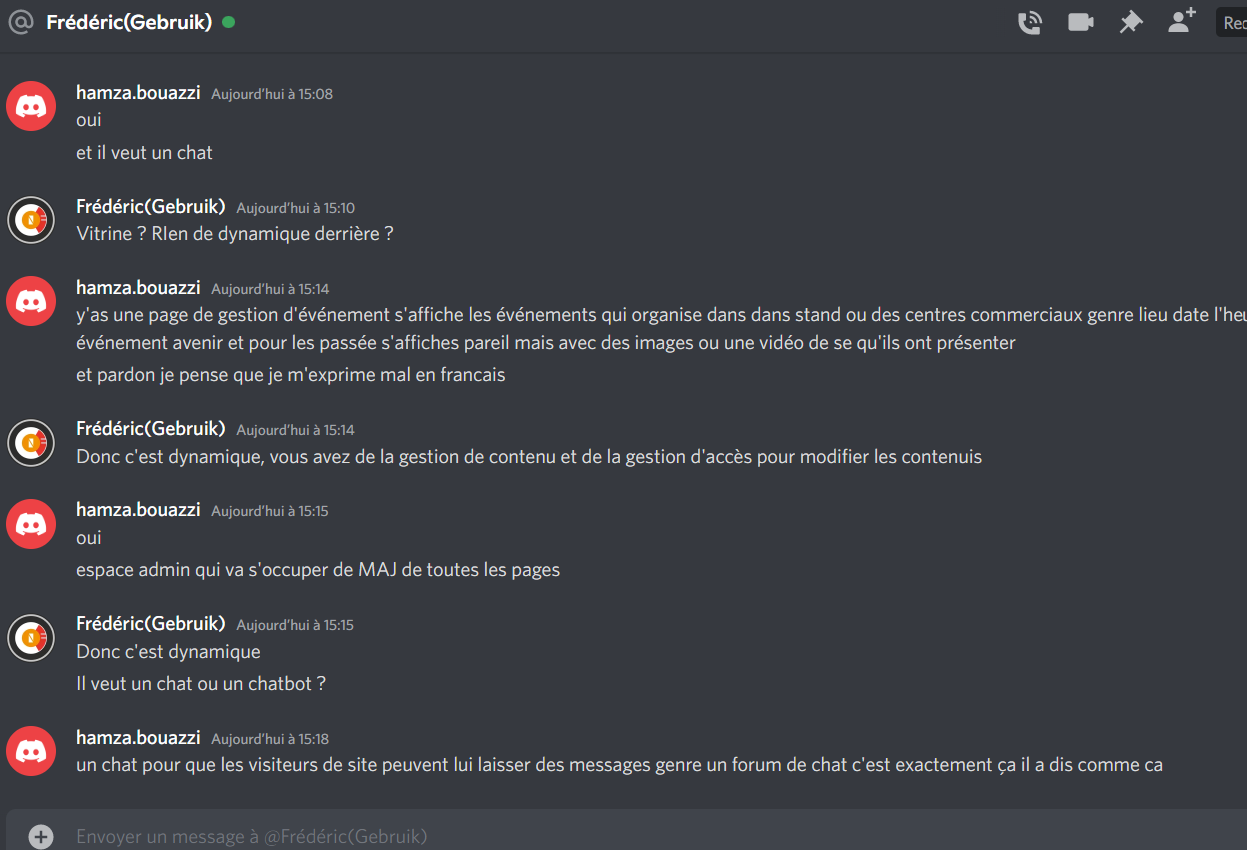 Frédéric(Gebruik)
hamza.bouazzi Aujourd'hui à 15:08
oui
et il veut un chat
Frédéric(Gebruik) Aujourd'hui à 15:10
Vitrine ? RIen de dynamique derrière ?
hamza.bouazzi Aujourd'hui à 15:14
y'as une page de gestion d'événement s'affiche les événements qui organise dans dans stand ou des centres commerciaux genre lieu date
événement avenir et pour les passée s'affiches pareil mais avec des images ou une vidéo de se qu'ils ont présenter
et pardon je pense que je m'exprime mal en francais
Frédéric(Gebruik) Aujourd'hui à 15:14
Donc c'est dynamique, vous avez de la gestion de contenu et de la gestion d'accès pour modifier les contenuis
hamza.bouazzi Aujourd'hui à 15:15
oui
espace admin qui va s'occuper de MAJ de toutes les pages
Frédéric(Gebruik) Aujourd'hui à 15:15
Donc c'est dynamique
Il veut un chat ou un chatbot ?
hamza.bouazzi Aujourd'hui à 15:18
un chat pour que les visiteurs de site peuvent lui laisser des messages genre un forum de chat c'est exactement ça il a dis comme ca
Envoyer un message à @Frédéric(Gebruik)